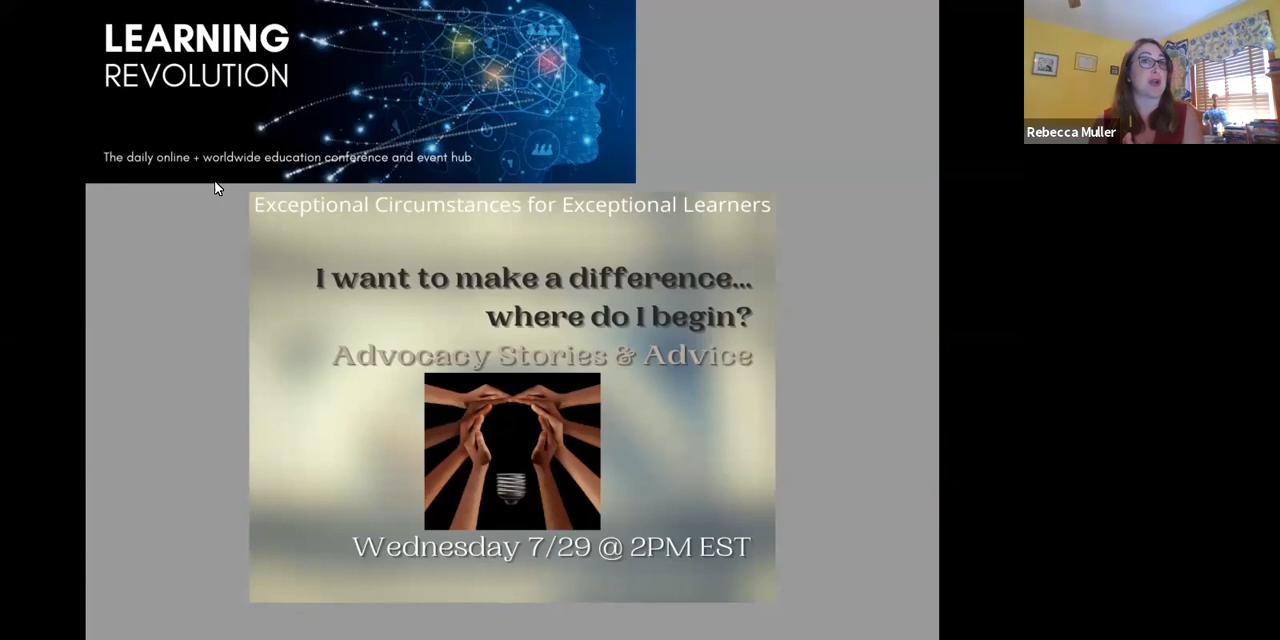 LEARNING
REVOLUTION
The daily online + worldwide education conference and event hub
Rebecca Muller
Exceptional Circumstances for Exceptional Learners
I want to make a difference...
where do I begin?
Advocacy Stories & Advice
Wednesday 7/29 @ 2PM EST